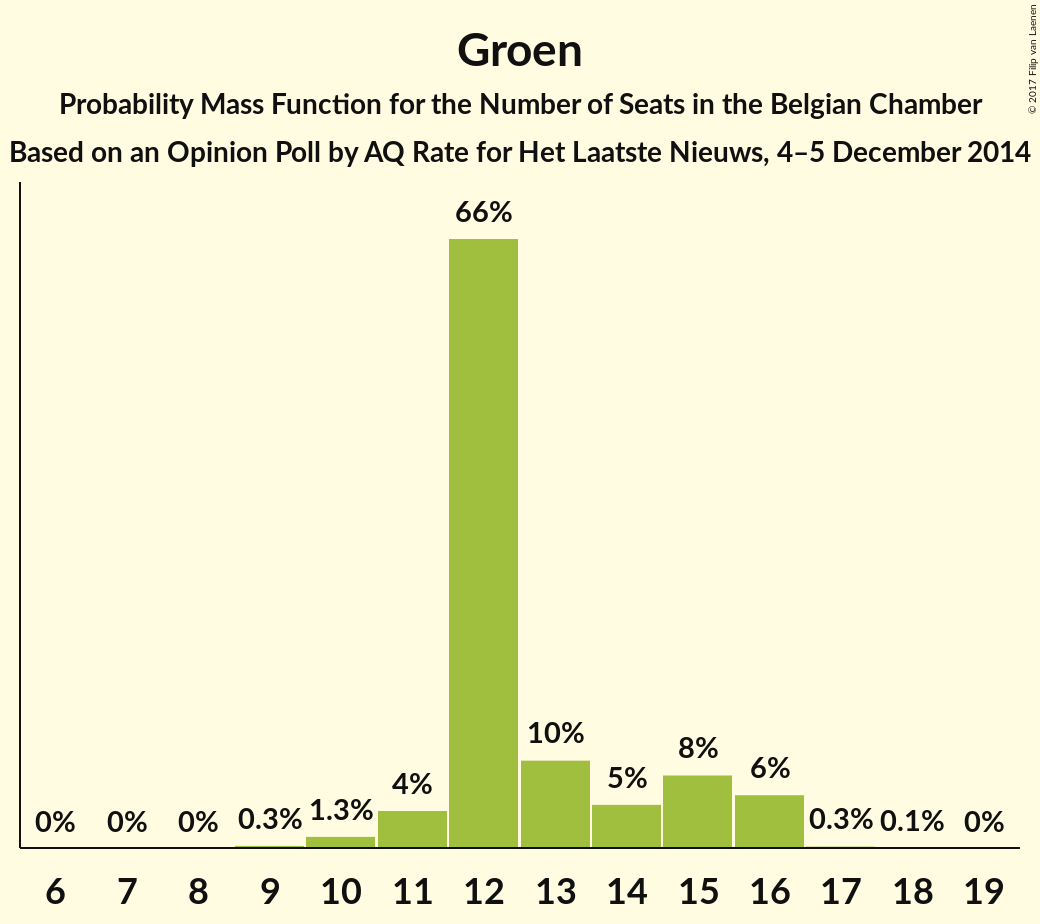 Groen
Probability Mass Function for the Number of Seats in the Belgian Chamber
Based on an Opinion Poll by AQ Rate for Het Laatste Nieuws, 4–5 December 2014
© 2017 Filip van Laenen
0% 0% 0% 0.3% 1.3% 4% 66% 10% 5% 8% 6% 0.3% 0.1% 0%
6 7 8 9 10 11 12 13 14 15 16 17 18 19